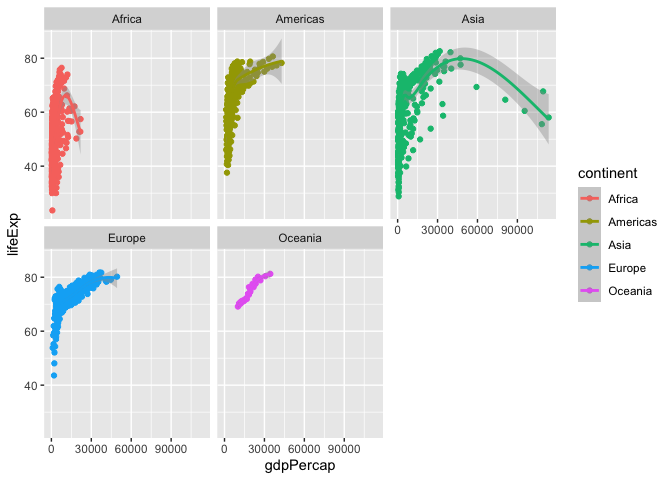 Africa
Americas
Asia
80
60
40
0 30000 60000 90000
Europe
Oceania
80
60
40
0 30000 60000 90000
0 30000 60000 90000
lifeExp
gdpPercap
continent
Africa
Americas
Asia
Europe
Oceania